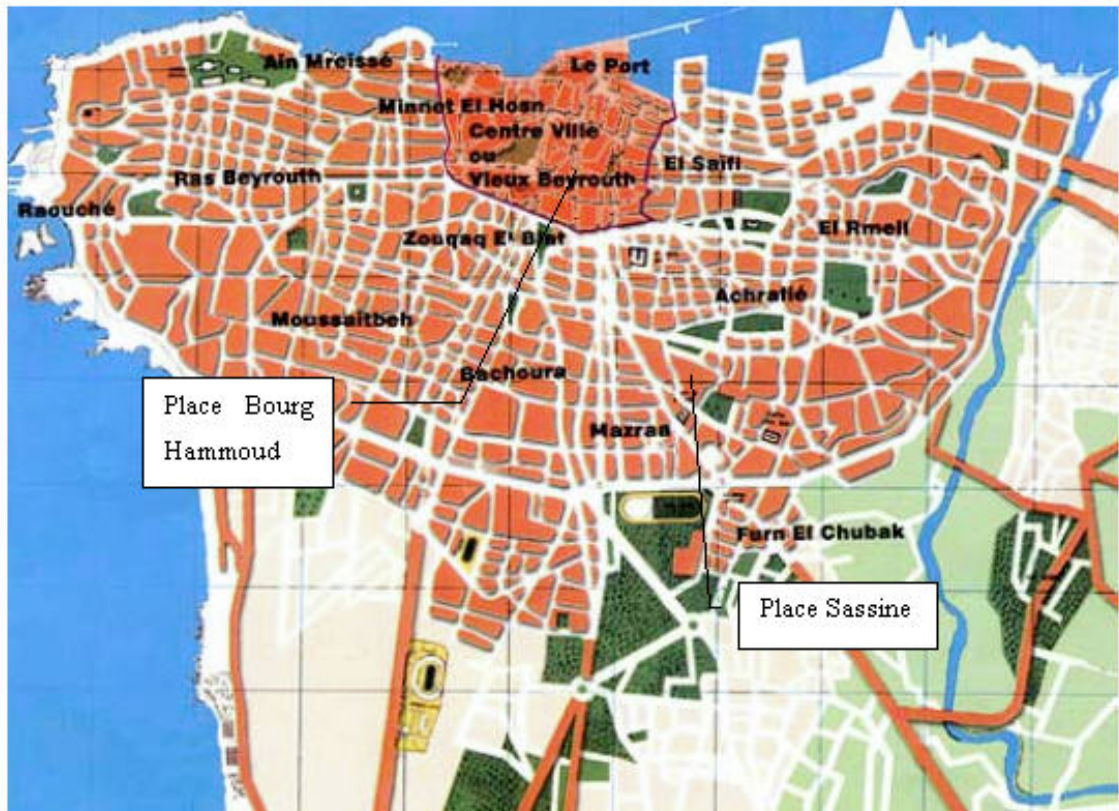 Ain Mreissé
Le Port
Minnet El Hosn
Centre Ville
ou
Vieux Beyrouth
El Saïfi
Ras Beyrouth
Raouché
Zouqaq El Blat
El Rmeil
Achrafié
Moussaitbeh
Bachoura
Place Bourg
Hammoud
Mazraa
Furn El Chubak
Place Sassine